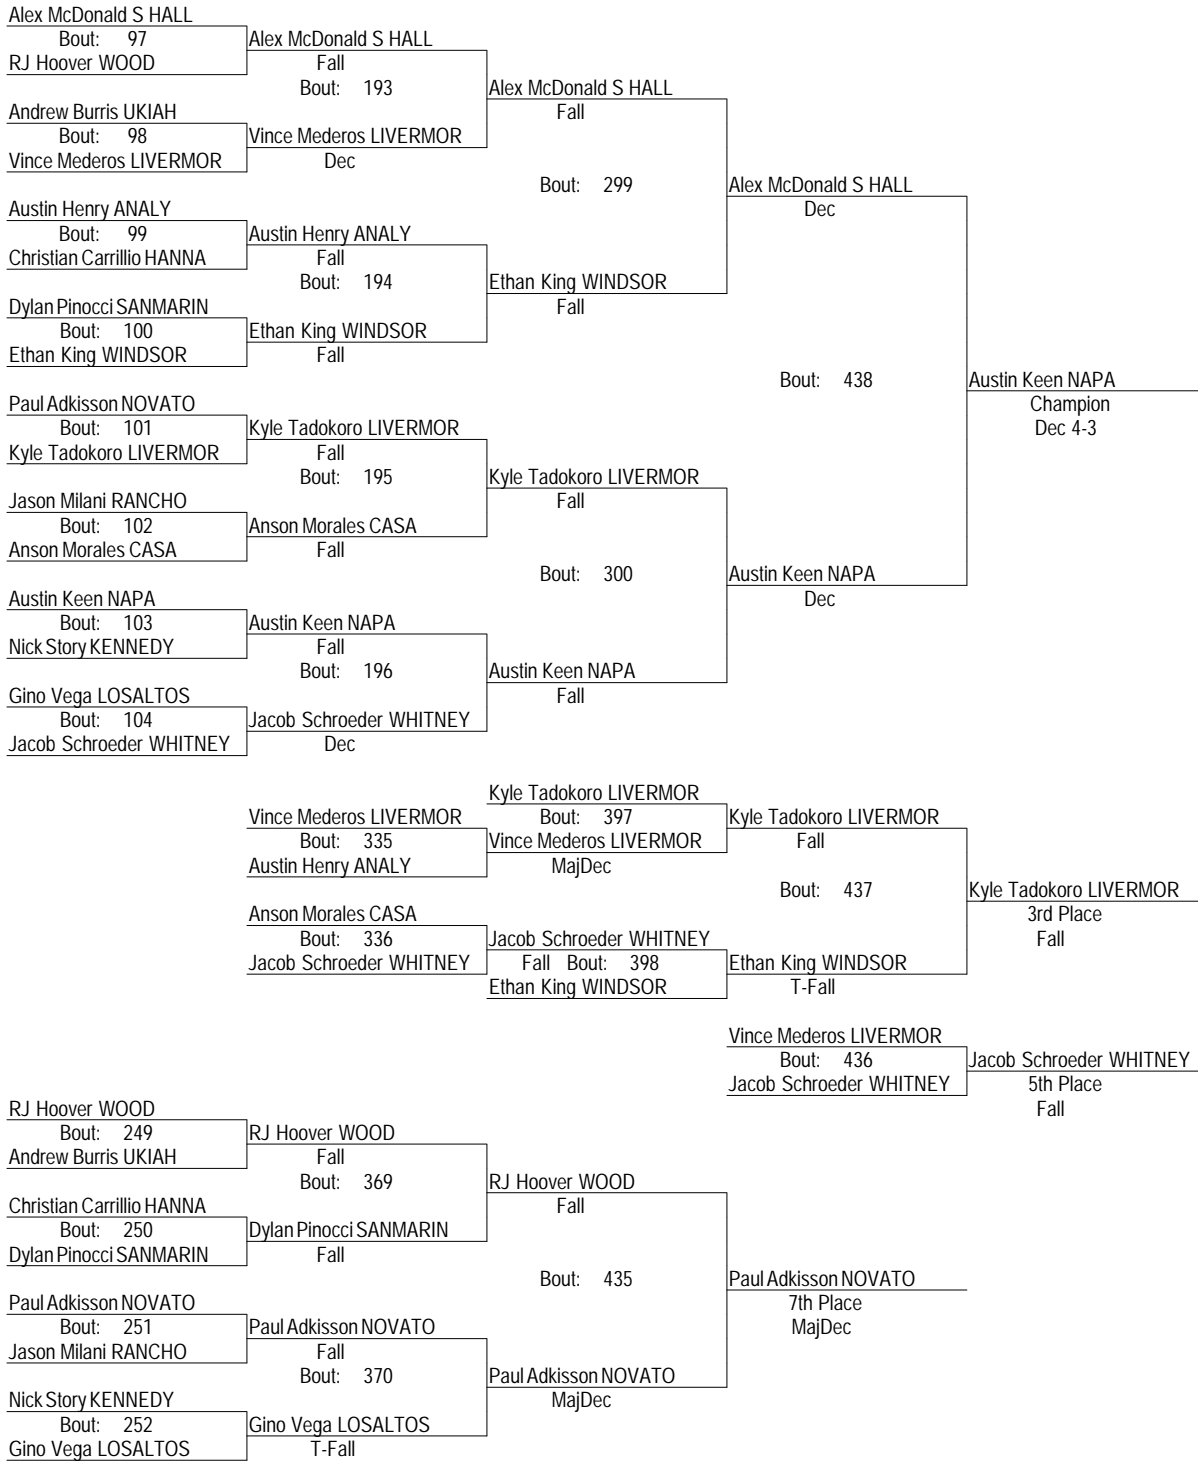 Alex McDonald S HALL
Bout: 97
Alex McDonald S HALL
RJ Hoover WOOD
Fall
Bout: 193
Alex McDonald S HALL
Andrew Burris UKIAH
Fall
Bout: 98
Vince Mederos LIVERMOR
Vince Mederos LIVERMOR
Dec
Bout: 299
Alex McDonald S HALL
Austin Henry ANALY
Dec
Bout: 99
Austin Henry ANALY
Christian Carrillio HANNA
Fall
Bout: 194
Ethan King WINDSOR
Dylan Pinocci SANMARIN
Fall
Bout: 100
Ethan King WINDSOR
Ethan King WINDSOR
Fall
Bout: 438
Austin Keen NAPA
Paul Adkisson NOVATO
Champion
Bout: 101
Kyle Tadokoro LIVERMOR
Dec 4-3
Kyle Tadokoro LIVERMOR
Fall
Bout: 195
Kyle Tadokoro LIVERMOR
Jason Milani RANCHO
Fall
Bout: 102
Anson Morales CASA
Anson Morales CASA
Fall
Bout: 300
Austin Keen NAPA
Austin Keen NAPA
Dec
Bout: 103
Austin Keen NAPA
Nick Story KENNEDY
Fall
Bout: 196
Austin Keen NAPA
Gino Vega LOSALTOS
Fall
Bout: 104
Jacob Schroeder WHITNEY
Jacob Schroeder WHITNEY
Dec
Kyle Tadokoro LIVERMOR
Vince Mederos LIVERMOR
Bout: 397
Kyle Tadokoro LIVERMOR
Bout: 335
Vince Mederos LIVERMOR
Fall
Austin Henry ANALY
MajDec
Bout: 437
Kyle Tadokoro LIVERMOR
Anson Morales CASA
3rd Place
Bout: 336
Jacob Schroeder WHITNEY
Fall
Jacob Schroeder WHITNEY
Fall Bout: 398
Ethan King WINDSOR
Ethan King WINDSOR
T-Fall
Vince Mederos LIVERMOR
Bout: 436
Jacob Schroeder WHITNEY
Jacob Schroeder WHITNEY
5th Place
Fall
RJ Hoover WOOD
Bout: 249
RJ Hoover WOOD
Andrew Burris UKIAH
Fall
Bout: 369
RJ Hoover WOOD
Christian Carrillio HANNA
Fall
Bout: 250
Dylan Pinocci SANMARIN
Dylan Pinocci SANMARIN
Fall
Bout: 435
Paul Adkisson NOVATO
Paul Adkisson NOVATO
7th Place
Bout: 251
Paul Adkisson NOVATO
MajDec
Jason Milani RANCHO
Fall
Bout: 370
Paul Adkisson NOVATO
Nick Story KENNEDY
MajDec
Bout: 252
Gino Vega LOSALTOS
Gino Vega LOSALTOS
T-Fall